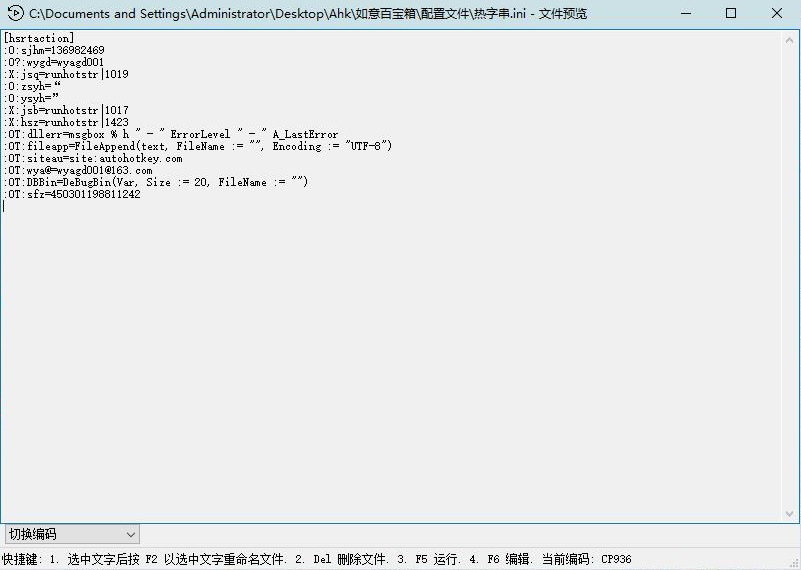 C:\Documents and Settings\Administrator\Desktop\Ahk\如意百宝箱\配置文件\热字串.ini - 文件预览
[hsrtaction]
:O:sjhm=136982469
:O?:wygd=wyagd001
:X:jsq=runhotstr|1019
:O:zsyh=“
:O:ysyh=”
:X:jsb=runhotstr|1017
:X:hsz=runhotstr|1423
:OT:dllerr=msgbox % h " - " ErrorLevel " - " A_LastError
:OT:fileapp=FileAppend(text, FileName := "", Encoding := "UTF-8")
:OT:siteau=site:autohotkey.com
:OT:wya@=wyagd001@163.com
:OT:DBBin=DeBugBin(Var, Size := 20, FileName := "")
:OT:sfz=450301198811242
切换编码
快捷键: 1. 选中文字后按 F2 以选中文字重命名文件. 2. Del 删除文件. 3. F5 运行. 4. F6 编辑. 当前编码: CP936